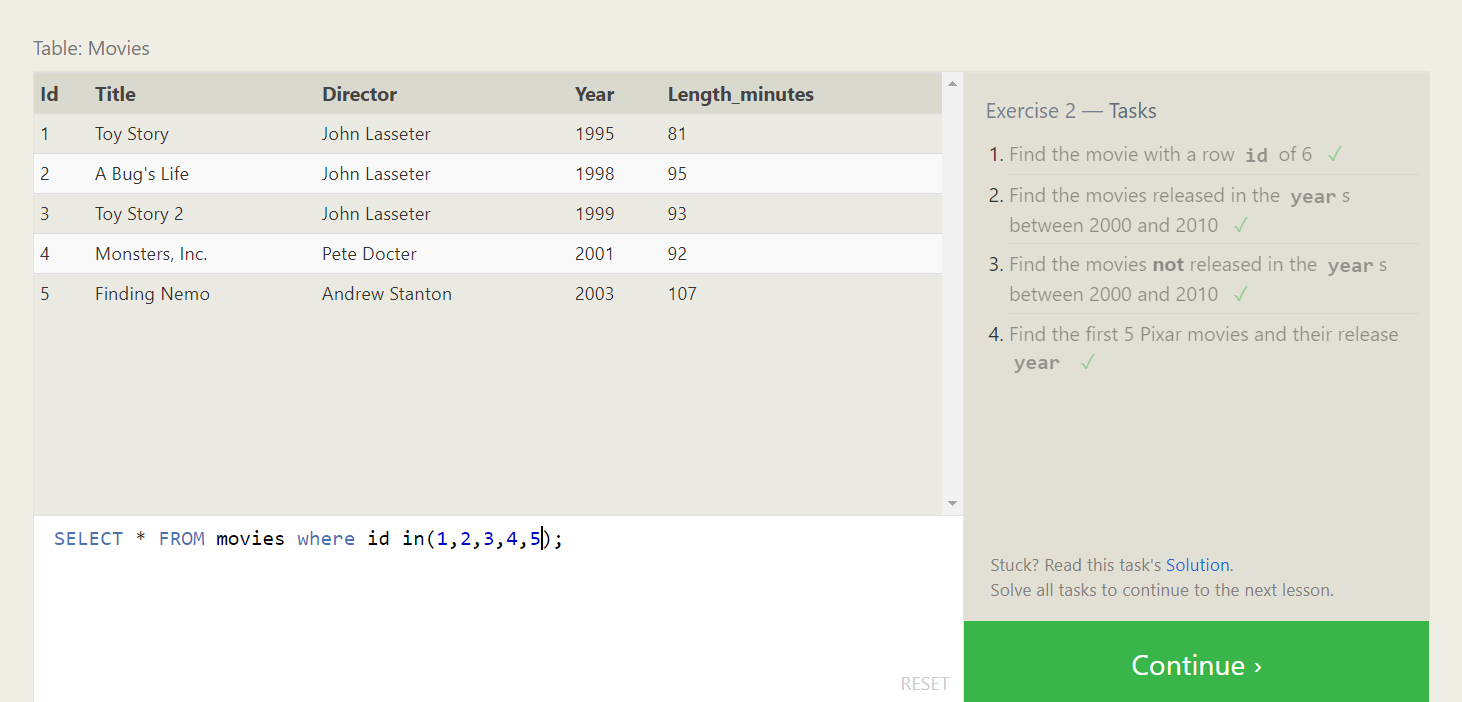 Table: Movies
Id Title Director Year Length_minutes
1 Toy Story John Lasseter 1995 81
2 A Bug's Life John Lasseter 1998 95
3 Toy Story 2 John Lasseter 1999 93
4 Monsters, Inc. Pete Docter 2001 92
5 Finding Nemo Andrew Stanton 2003 107
SELECT * FROM movies where id in(1,2,3,4,5);
RESET
Exercise 2 — Tasks
1. Find the movie with a row id of 6 ✓
2. Find the movies released in the year s
between 2000 and 2010 ✓
3. Find the movies not released in the year s
between 2000 and 2010 ✓
4. Find the first 5 Pixar movies and their release
year ✓
Stuck? Read this task's Solution.
Solve all tasks to continue to the next lesson.
Continue ›